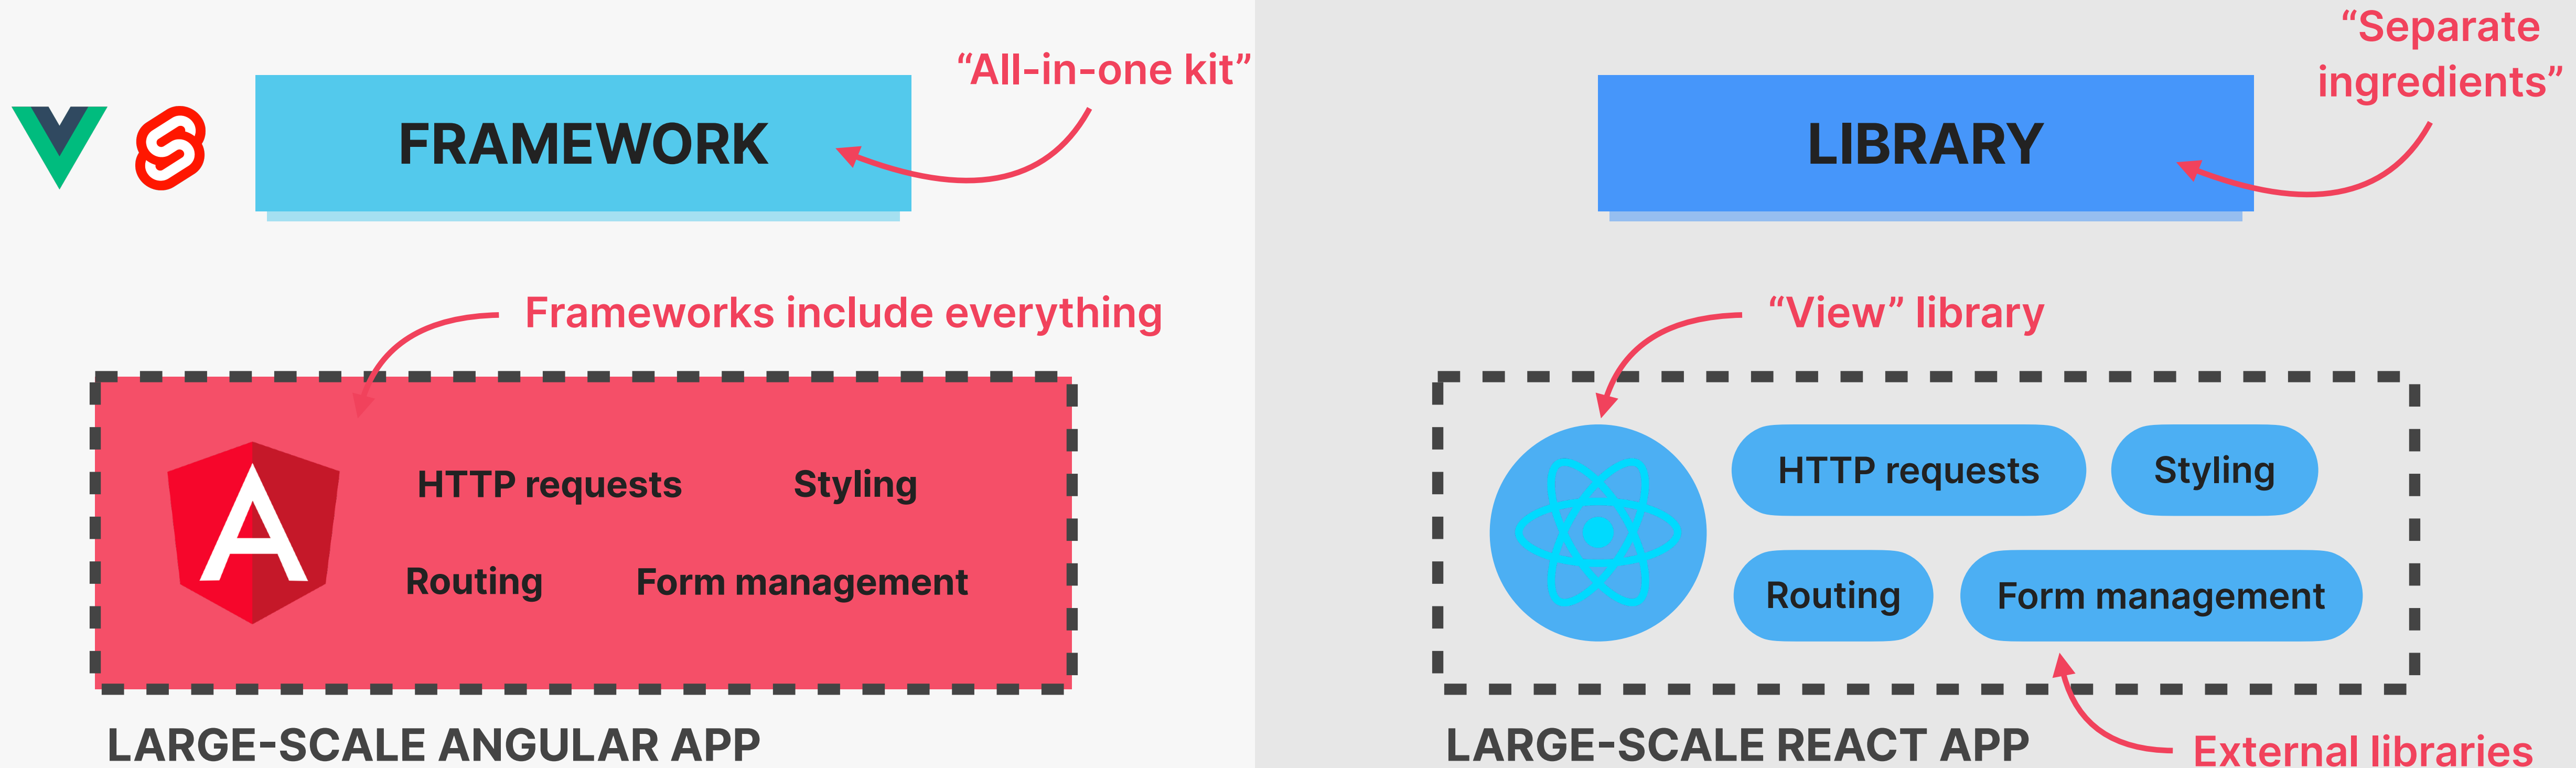 “All-in-one kit”
FRAMEWORK
Frameworks include everything
HTTP requests
Styling
Routing
Form management
LARGE-SCALE ANGULAR APP
“Separate
ingredients”
LIBRARY
“View” library
HTTP requests
Styling
Routing
Form management
LARGE-SCALE REACT APP
External libraries